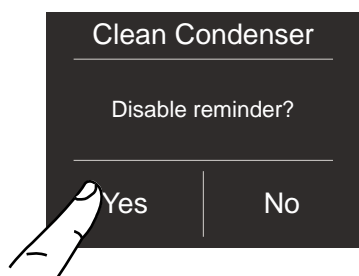 Clean Condenser
Disable reminder?
Yes No